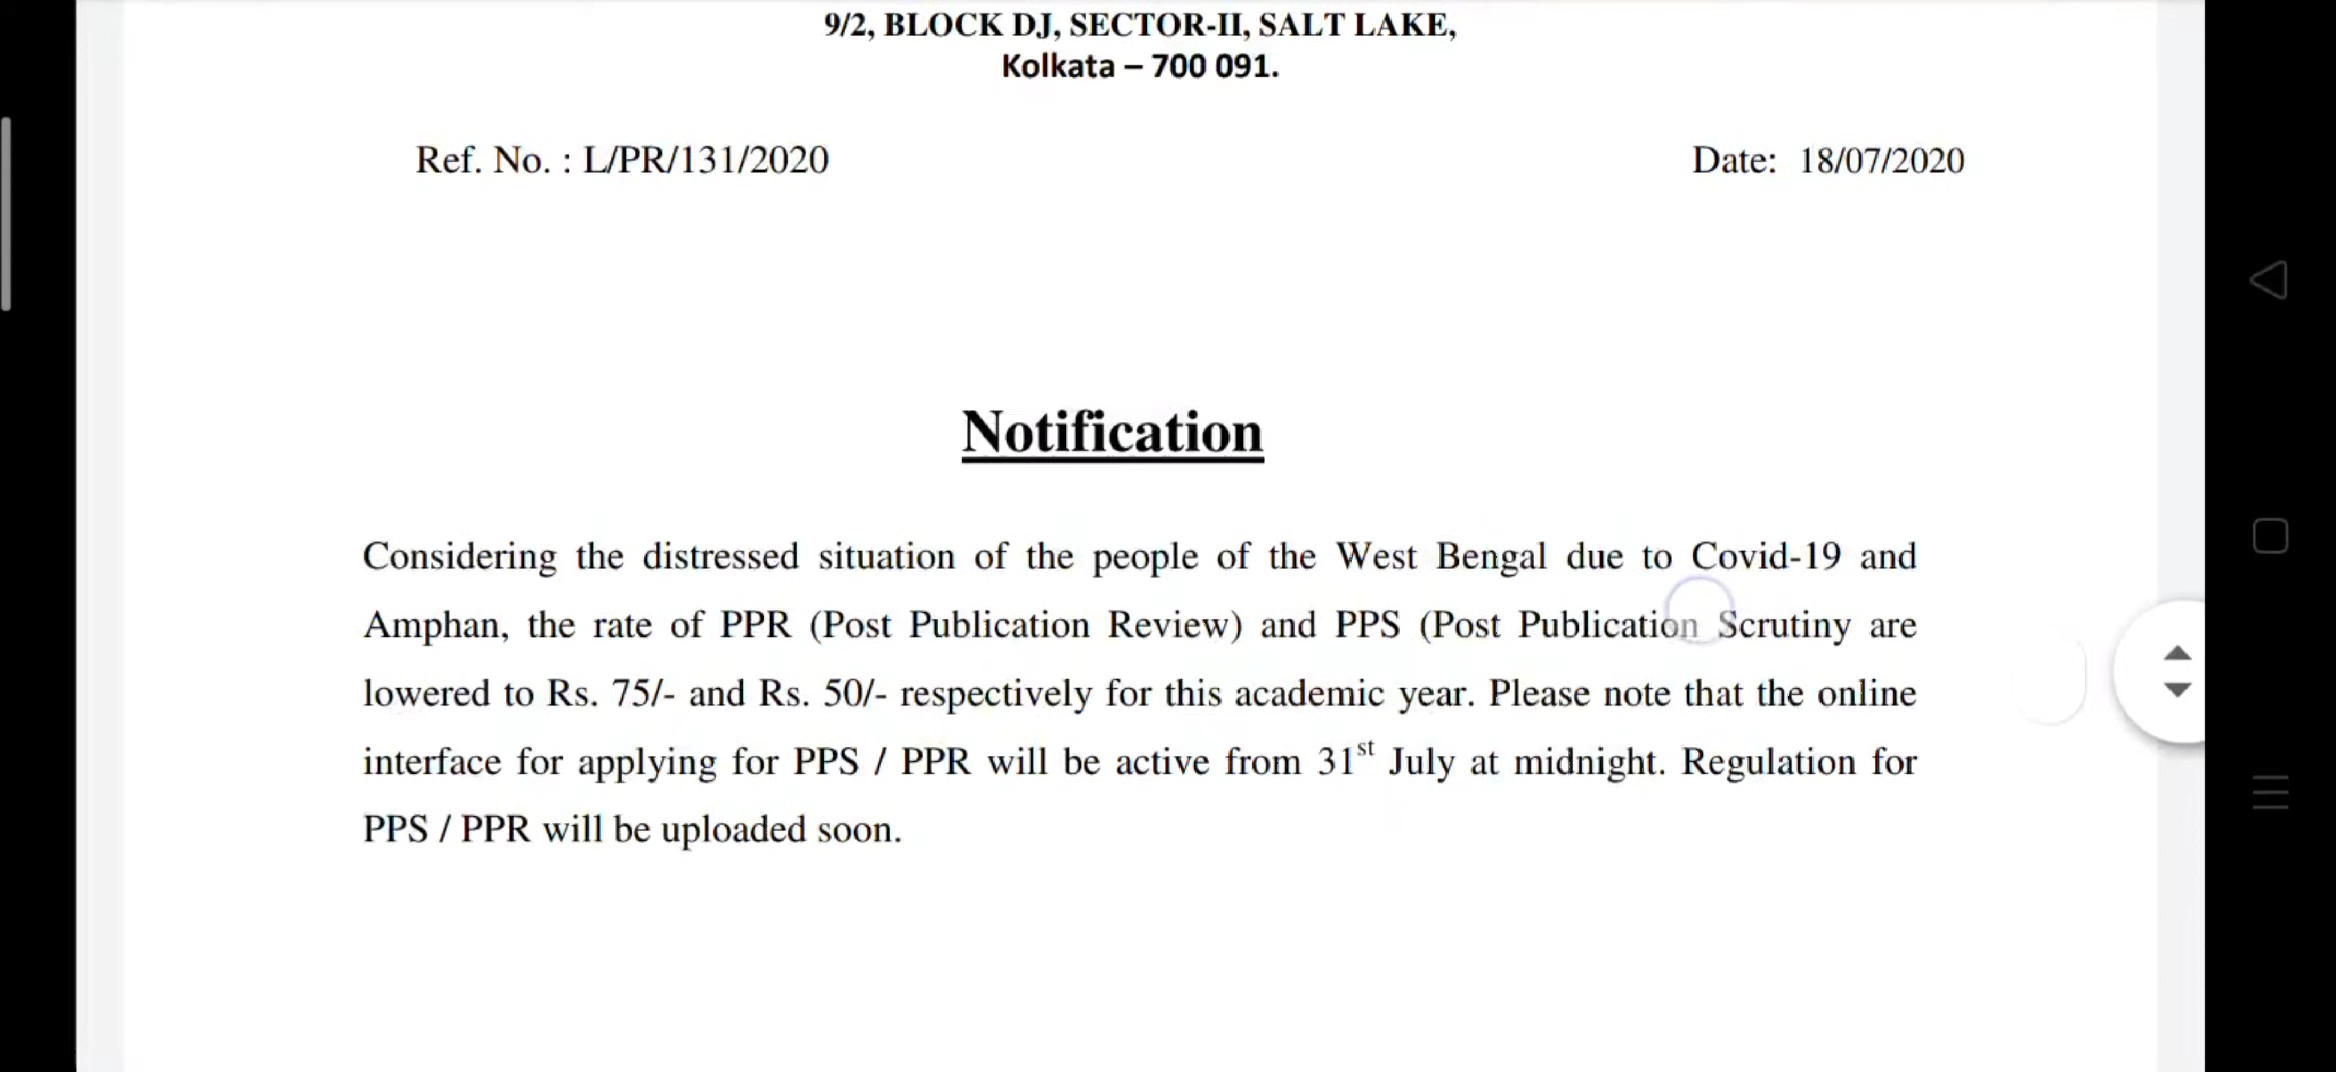 9/2, BLOCK DJ, SECTOR-II, SALT LAKE,
Kolkata – 700 091.
Ref. No. : L/PR/131/2020 Date: 18/07/2020
Notification
Considering the distressed situation of the people of the West Bengal due to Covid-19 and
Amphan, the rate of PPR (Post Publication Review) and PPS (Post Publication Scrutiny are
lowered to Rs. 75/- and Rs. 50/- respectively for this academic year. Please note that the online
interface for applying for PPS / PPR will be active from 31st July at midnight. Regulation for
PPS / PPR will be uploaded soon.